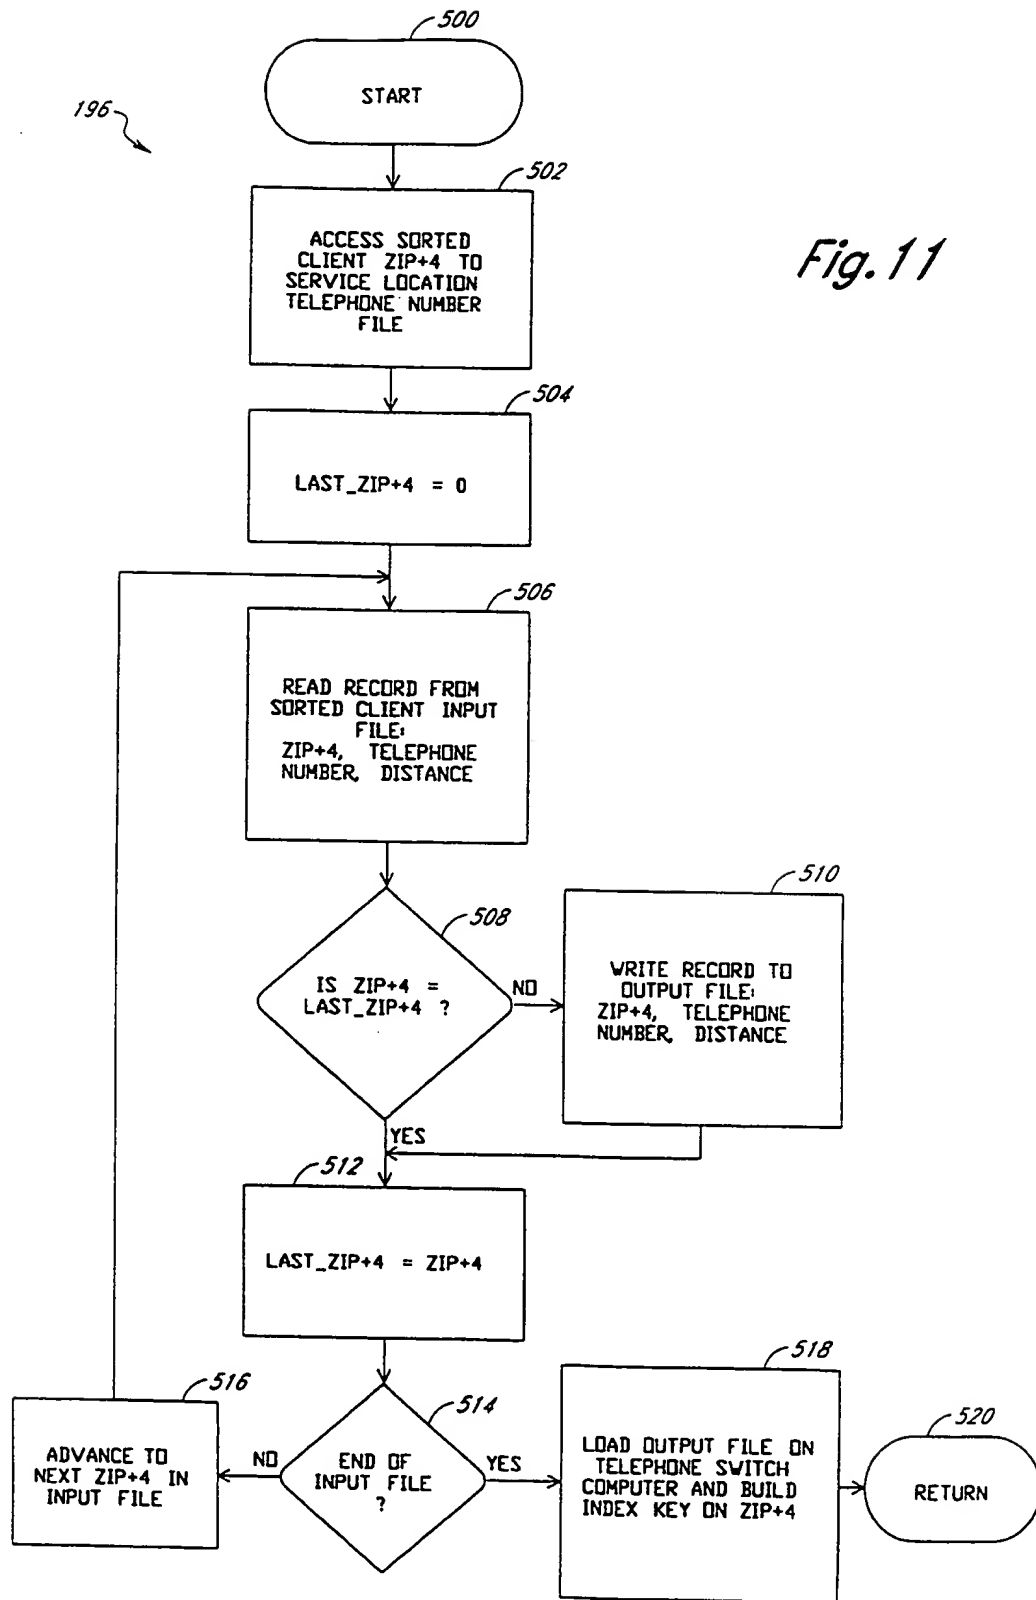 500
START
196
502
ACCESS SORTED
CLIENT ZIP+4 TO
SERVICE LOCATION
TELEPHONE NUMBER
FILE
Fig. 11
504
LAST_ZIP+4 = 0
506
READ RECORD FROM
SORTED CLIENT INPUT
FILE:
ZIP+4, TELEPHONE
NUMBER, DISTANCE
508
IS ZIP+4 =
LAST_ZIP+4 ?
NO
510
WRITE RECORD TO
OUTPUT FILE:
ZIP+4, TELEPHONE
NUMBER, DISTANCE
YES
512
LAST_ZIP+4 = ZIP+4
514
END OF
INPUT FILE
?
NO
YES
516
ADVANCE TO
NEXT ZIP+4 IN
INPUT FILE
518
LOAD OUTPUT FILE ON
TELEPHONE SWITCH
COMPUTER AND BUILD
INDEX KEY ON ZIP+4
520
RETURN